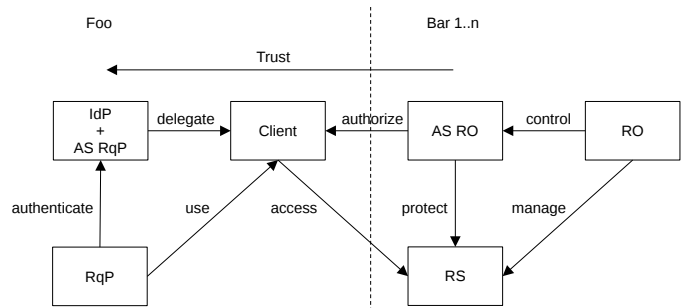 Foo
Bar 1..n
Trust
IdP
+
AS RqP
delegate
Client
authorize
AS RO
control
RO
authenticate
use
access
protect
manage
RqP
RS